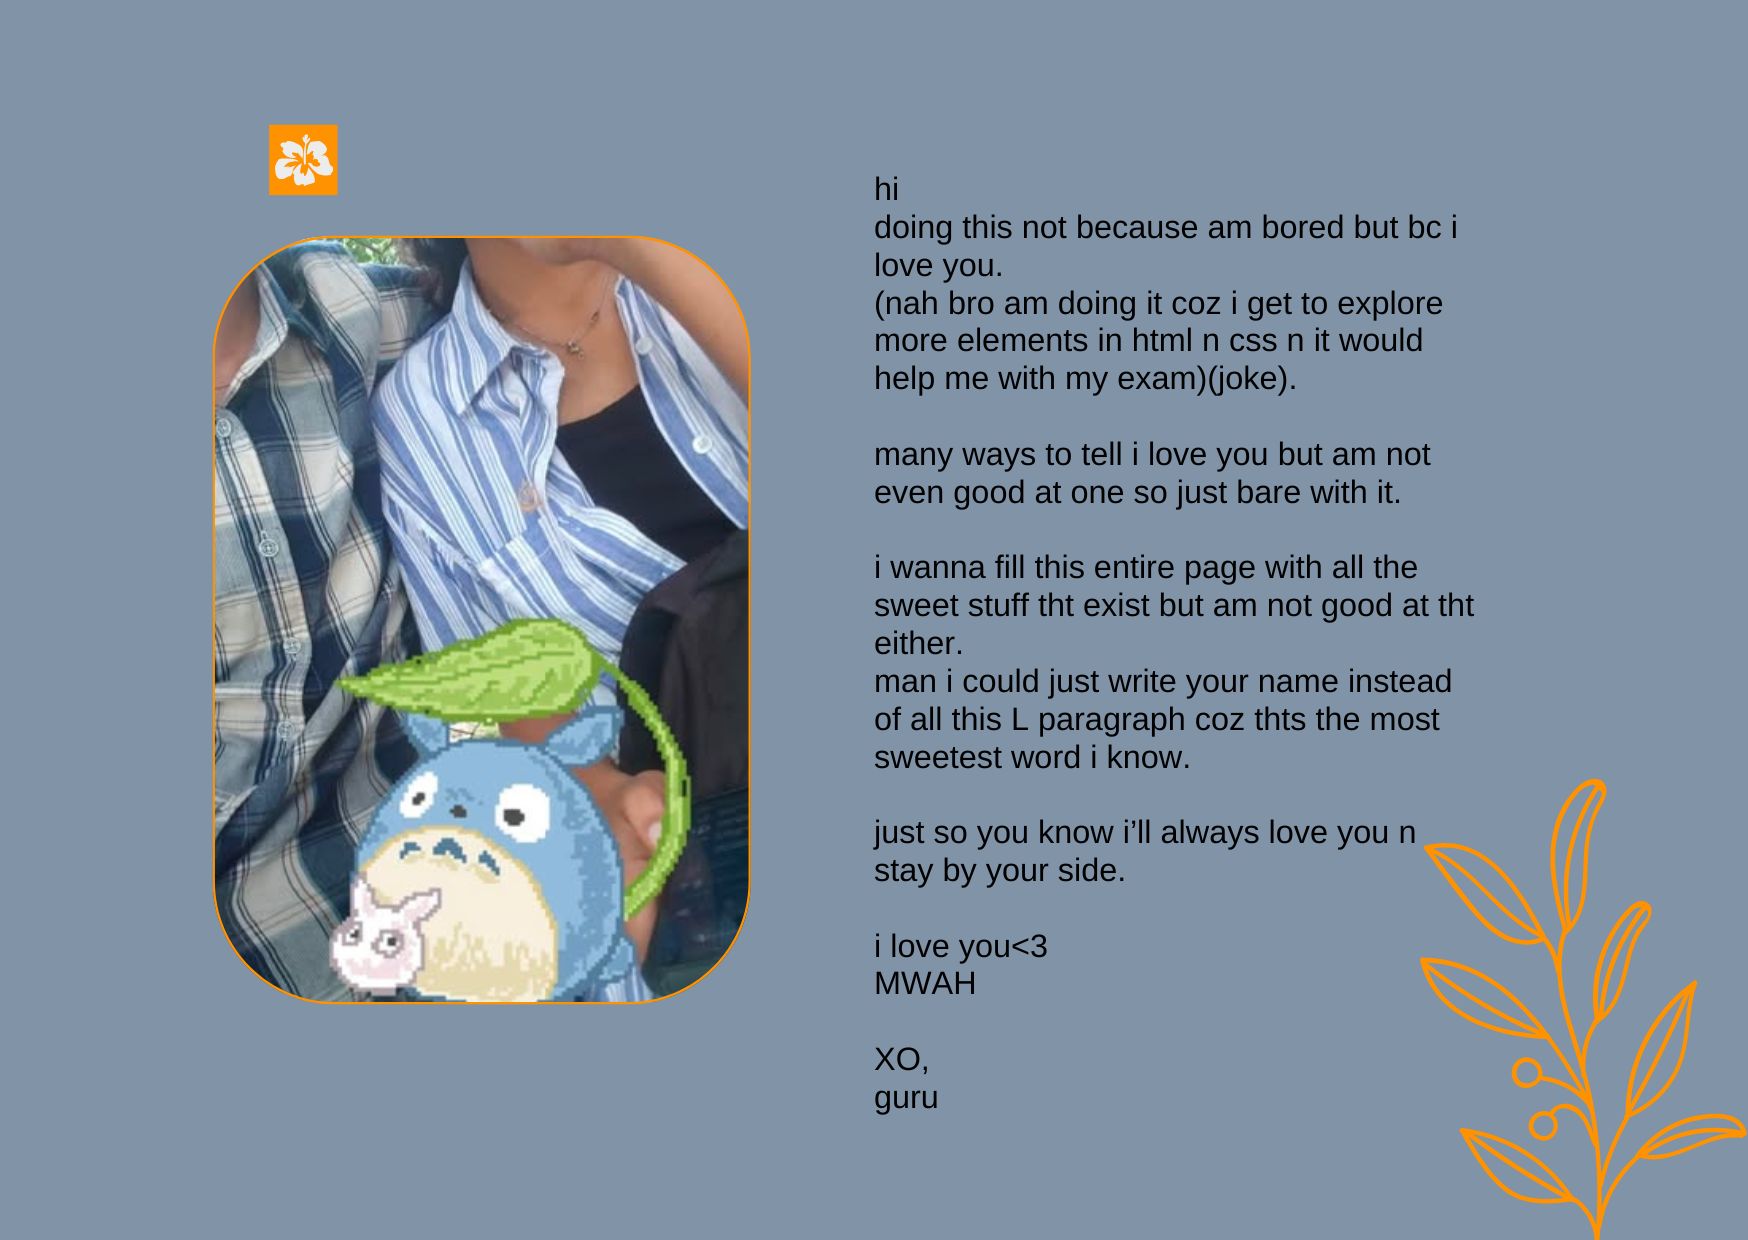 hi
doing this not because am bored but bc i
love you.
(nah bro am doing it coz i get to explore
more elements in html n css n it would
help me with my exam)(joke).
many ways to tell i love you but am not
even good at one so just bare with it.
i wanna fill this entire page with all the
sweet stuff tht exist but am not good at tht
either.
man i could just write your name instead
of all this L paragraph coz thts the most
sweetest word i know.
just so you know i’ll always love you n
stay by your side.
i love you<3
MWAH
XO,
guru